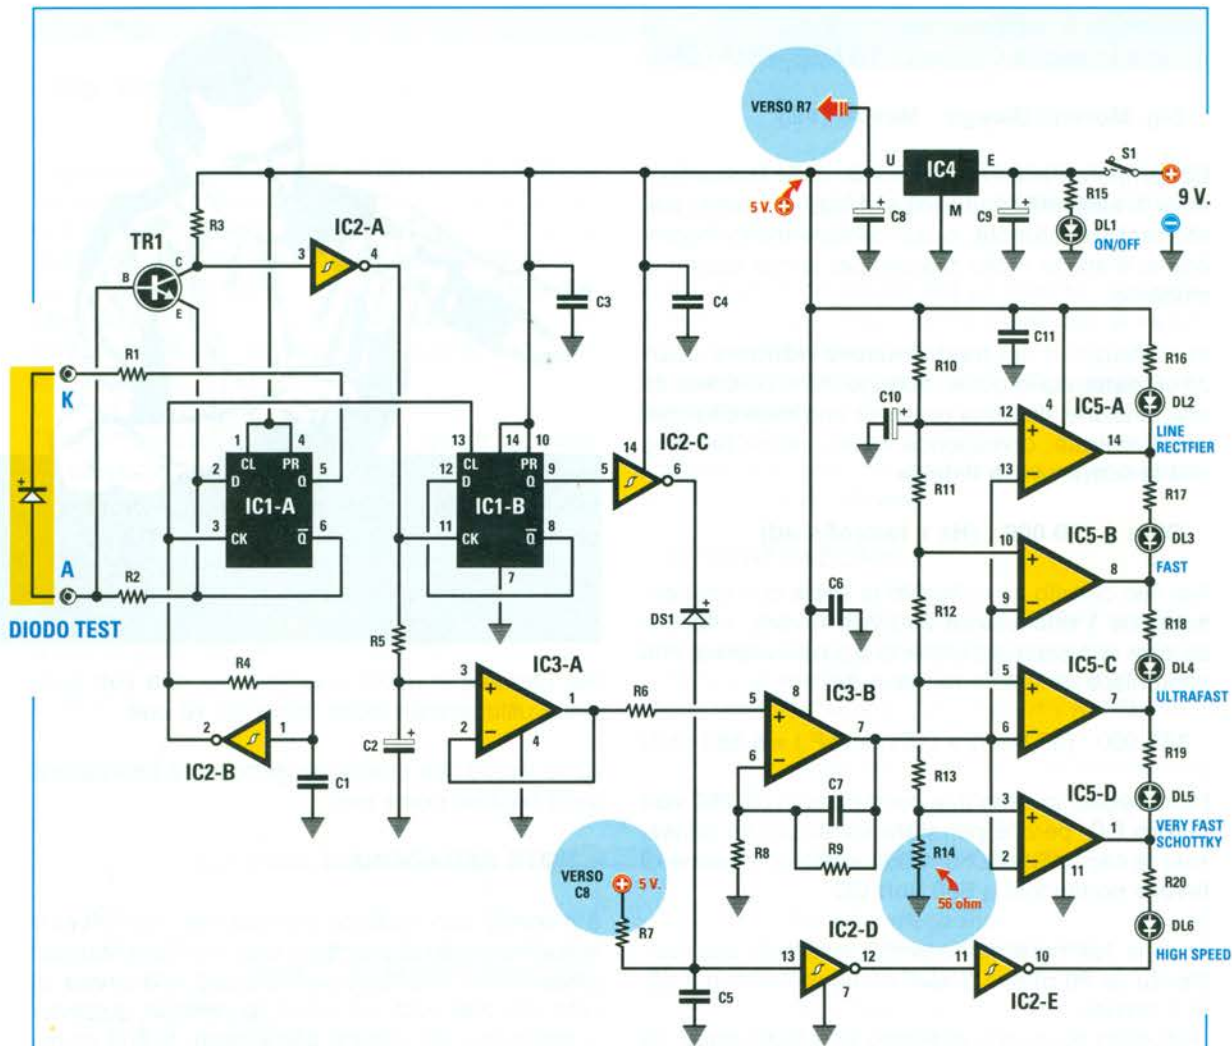 VERSO R7
U
IC4
E
S1
M
5 V.
C8
C9
R15
9 V.
DL1
ON/OFF
R3
IC2-A
TR1
3
4
C
B
E
C3
C4
R1
K
C11
R10
R16
C10
DL2
IC5-A
12
4
14
13
LINE
RECTFIER
1
4
2
CL
PR
5
D
Q
IC1-A
3
6
CK
Q
13
14
10
12
CL
PR
9
D
Q
IC1-B
11
8
CK
Q
7
14
IC2-C
5
6
R11
R17
IC5-B
DL3
10
8
9
FAST
A
R2
DIODO TEST
R12
R18
DS1
C6
R5
IC3-A
IC3-B
IC5-C
DL4
5
7
6
ULTRAFAST
R4
3
1
2
4
R6
8
5
7
6
2
1
IC2-B
C1
C2
C7
R13
R19
IC5-D
DL5
3
1
2
11
VERY FAST
SCHOTTKY
R8
R9
R14
56 ohm
R20
VERSO
C8
5 V.
R7
DL6
HIGH SPEED
IC2-D
13
12
7
11
10
IC2-E
C5